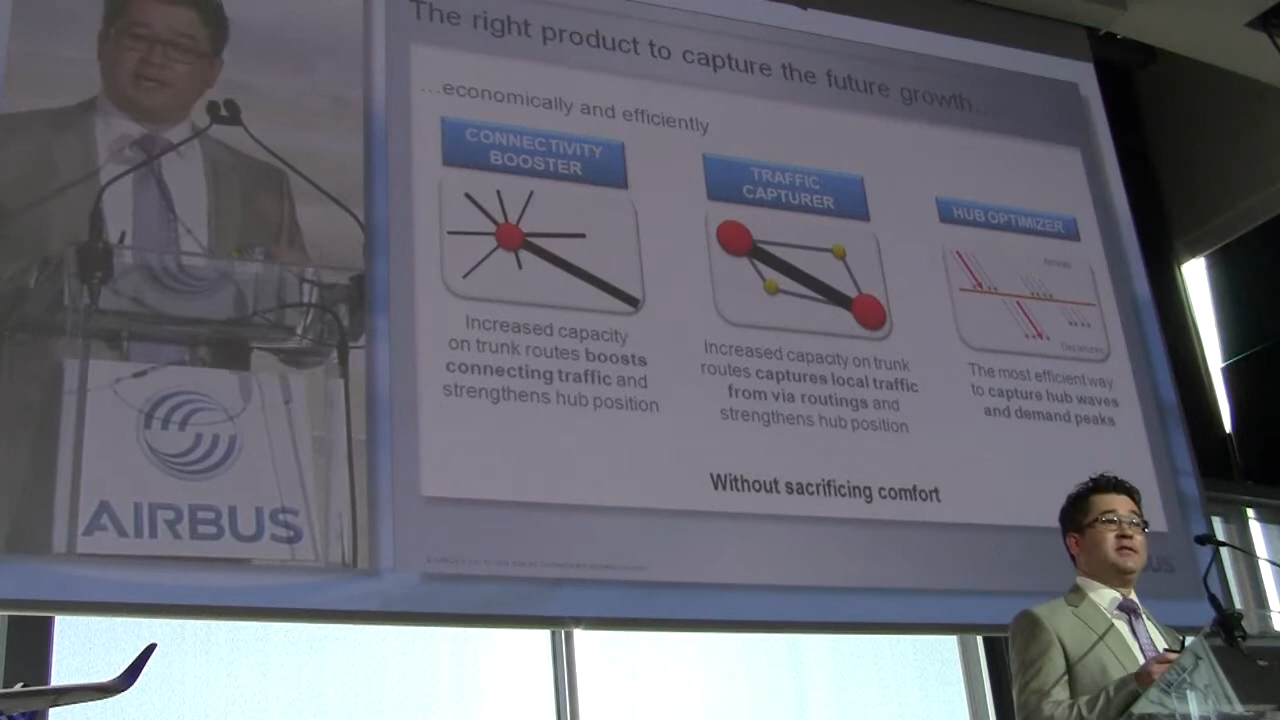 The right product to capture the future growth...
...economically and efficiently
CONNECTIVITY
BOOSTER
Increased capacity
on trunk routes boosts
connecting traffic and
strengthens hub position
TRAFFIC
CAPTURER
Increased capacity on trunk
routes captures local traffic
from via routings and
strengthens hub position
HUB OPTIMIZER
Arrivals
Departures
The most efficient way
to capture hub waves
and demand peaks
Without sacrificing comfort
AIRBUS